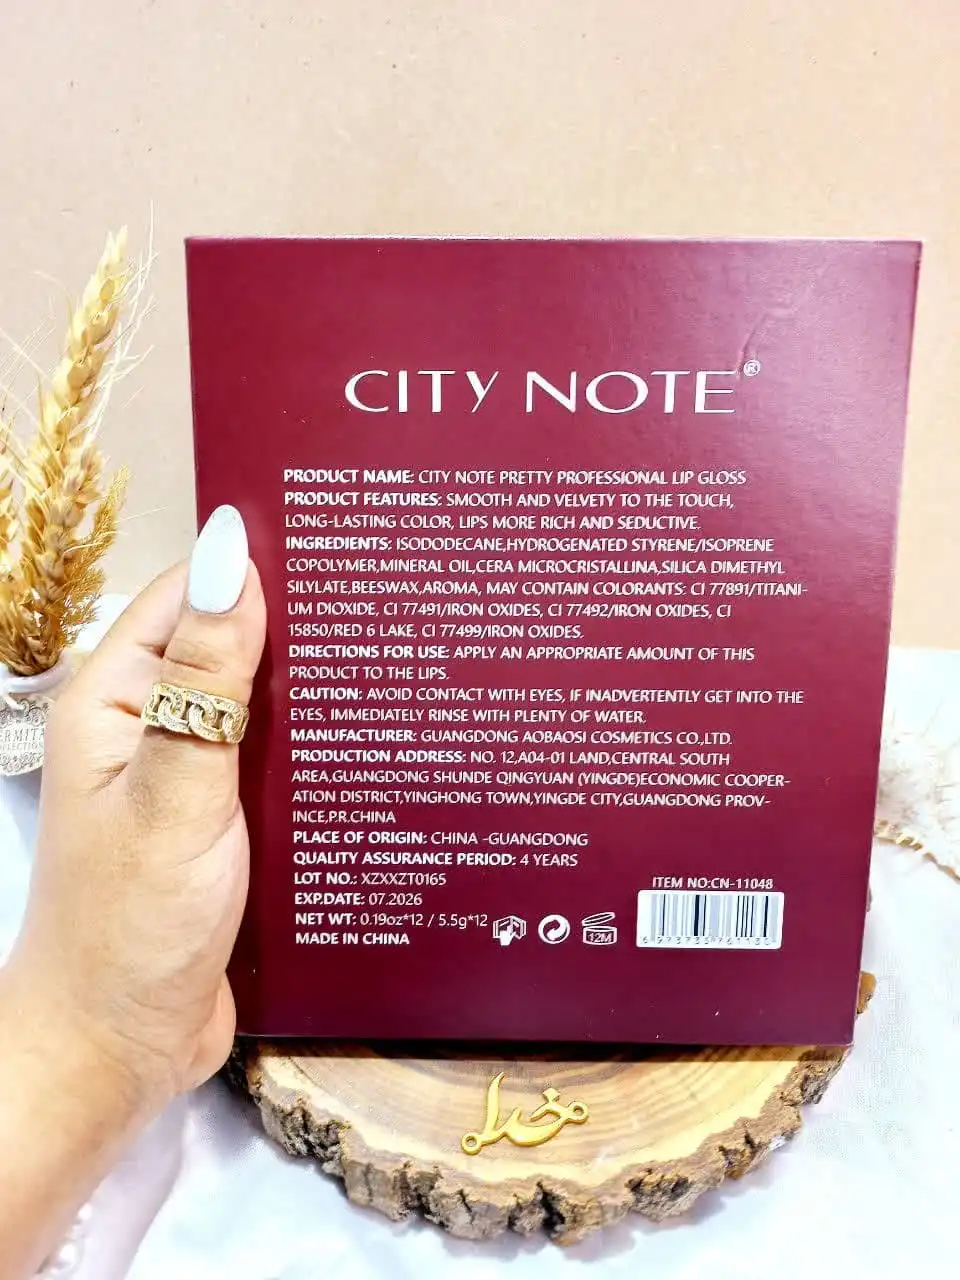 CITY NOTE®
PRODUCT NAME: CITY NOTE PRETTY PROFESSIONAL LIP GLOSS
PRODUCT FEATURES: SMOOTH AND VELVETY TO THE TOUCH,
LONG-LASTING COLOR, LIPS MORE RICH AND SEDUCTIVE.
INGREDIENTS: ISODODECANE,HYDROGENATED STYRENE/ISOPRENE
COPOLYMER,MINERAL OIL,CERA MICROCRISTALLINA,SILICA DIMETHYL
SILYLATE,BEESWAX,AROMA, MAY CONTAIN COLORANTS: CI 77891/TITANI-
UM DIOXIDE, CI 77491/IRON OXIDES, CI 77492/IRON OXIDES, CI
15850/RED 6 LAKE, CI 77499/IRON OXIDES.
DIRECTIONS FOR USE: APPLY AN APPROPRIATE AMOUNT OF THIS
PRODUCT TO THE LIPS.
CAUTION: AVOID CONTACT WITH EYES, IF INADVERTENTLY GET INTO THE
EYES, IMMEDIATELY RINSE WITH PLENTY OF WATER.
MANUFACTURER: GUANGDONG AOBAOSI COSMETICS CO.,LTD.
PRODUCTION ADDRESS: NO. 12,A04-01 LAND,CENTRAL SOUTH
AREA,GUANGDONG SHUNDE QINGYUAN (YINGDE)ECONOMIC COOPER-
ATION DISTRICT,YINGHONG TOWN,YINGDE CITY,GUANGDONG PROV-
INCE,P.R.CHINA
PLACE OF ORIGIN: CHINA -GUANGDONG
QUALITY ASSURANCE PERIOD: 4 YEARS
LOT NO.: XZXXZT0165
EXP.DATE: 07.2026
NET WT: 0.19oz*12 / 5.5g*12
MADE IN CHINA
12M
ITEM NO:CN-11048
خدا